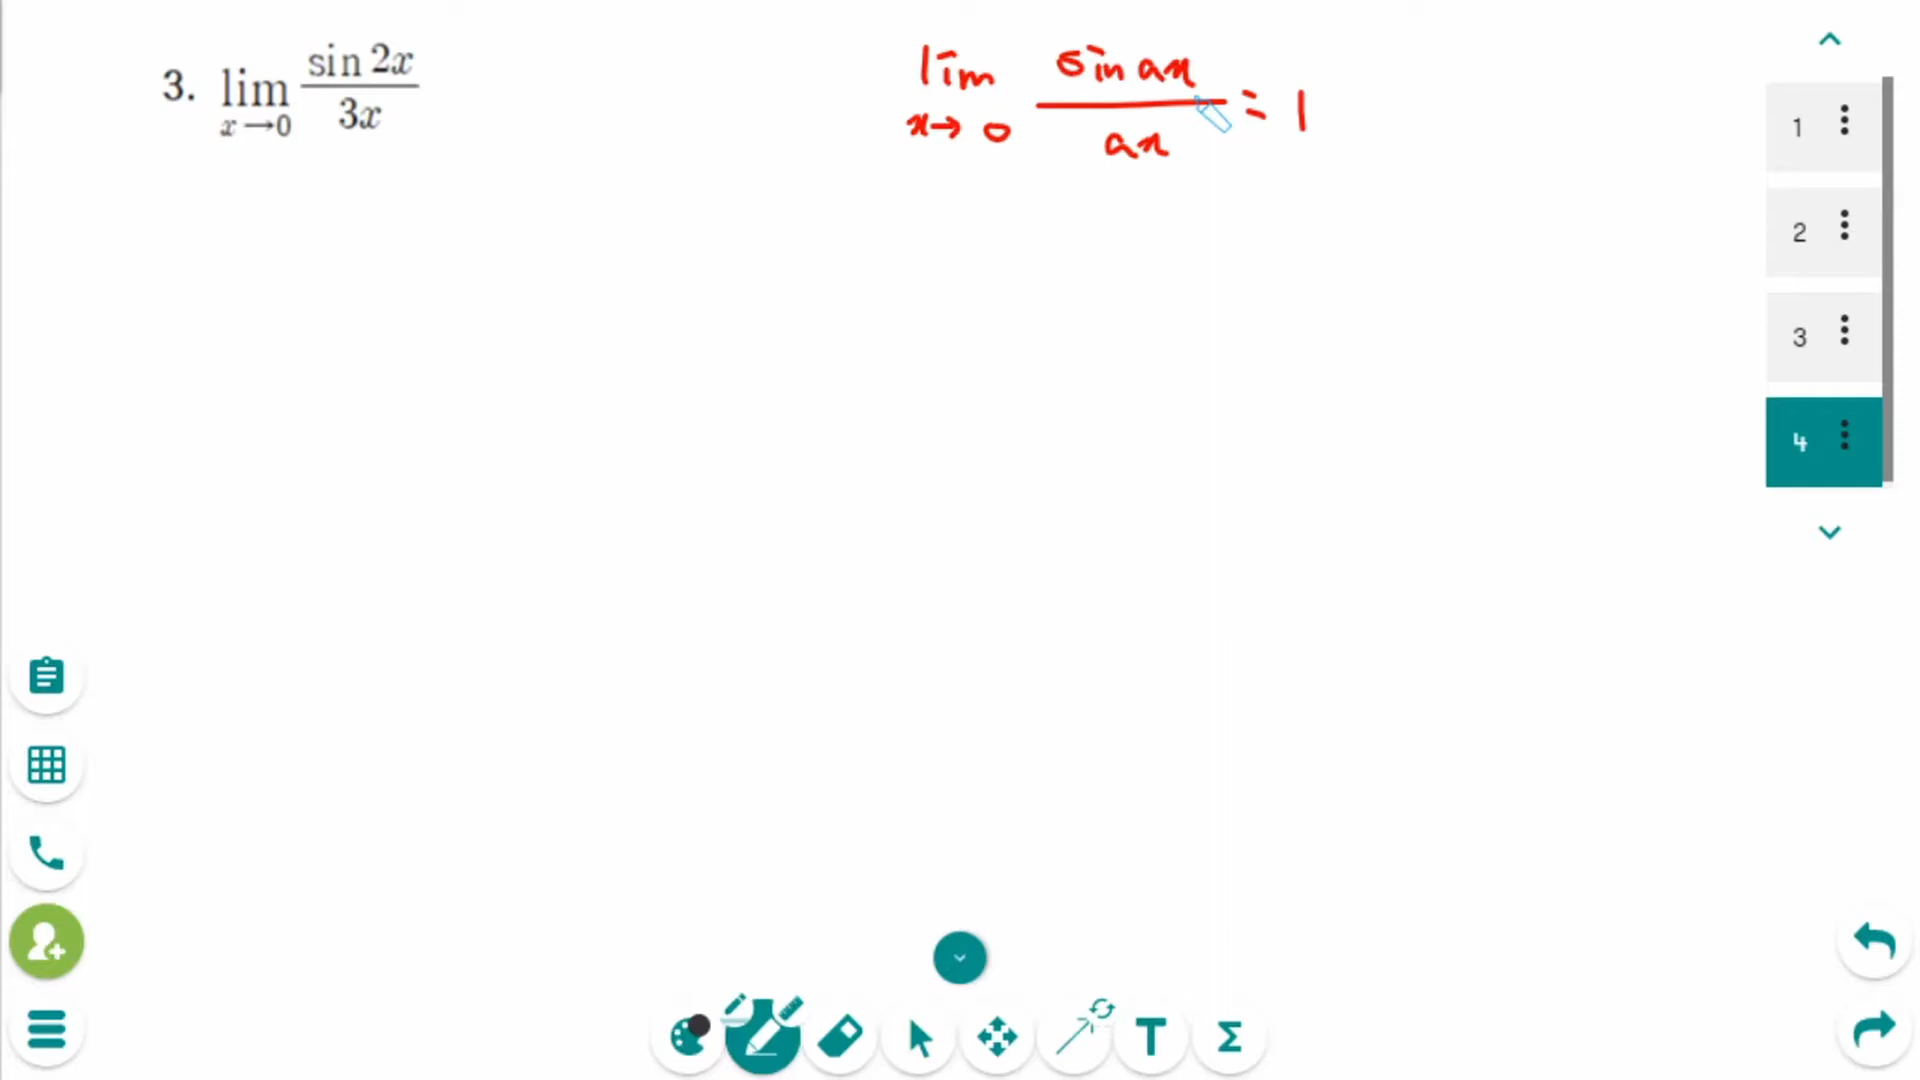 3. lim x→0 sin 2x / 3x
lim x→0 sin ax / ax = 1
1
2
3
4
T
Σ